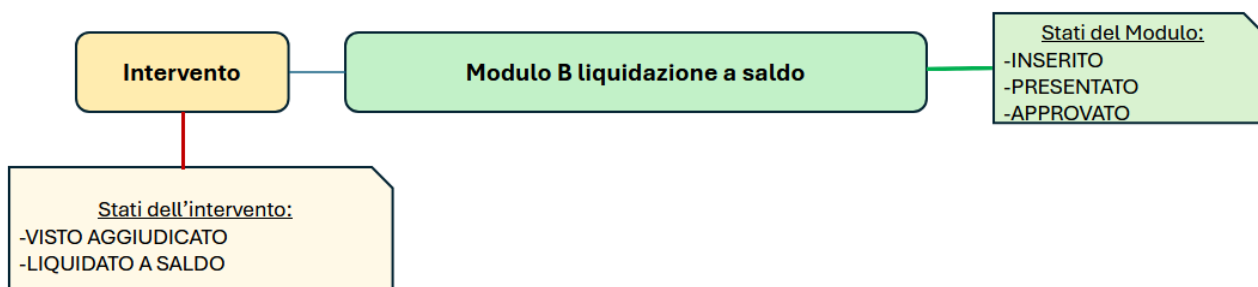 Intervento
Modulo B liquidazione a saldo
Stati del Modulo:
-INSERITO
-PRESENTATO
-APPROVATO
Stati dell’intervento:
-VISTO AGGIUDICATO
-LIQUIDATO A SALDO